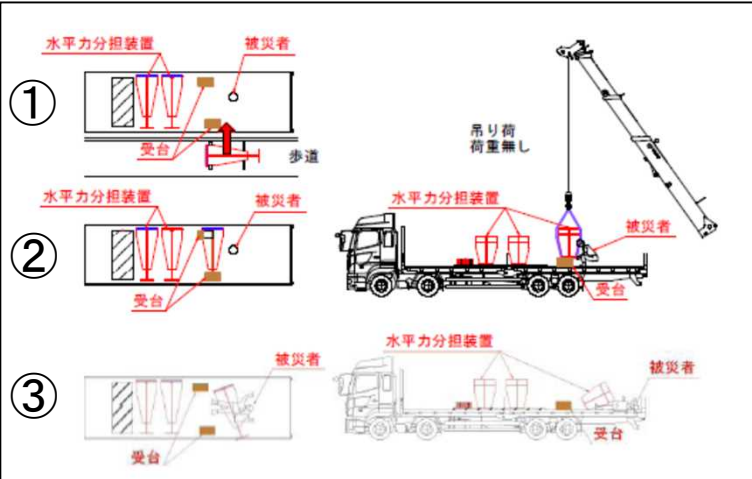 ①
水平力分担装置
被災者
受台
歩道
吊り荷
荷重無し
②
水平力分担装置
被災者
受台
水平力分担装置
被災者
受台
③
被災者
受台
水平力分担装置
被災者
受台